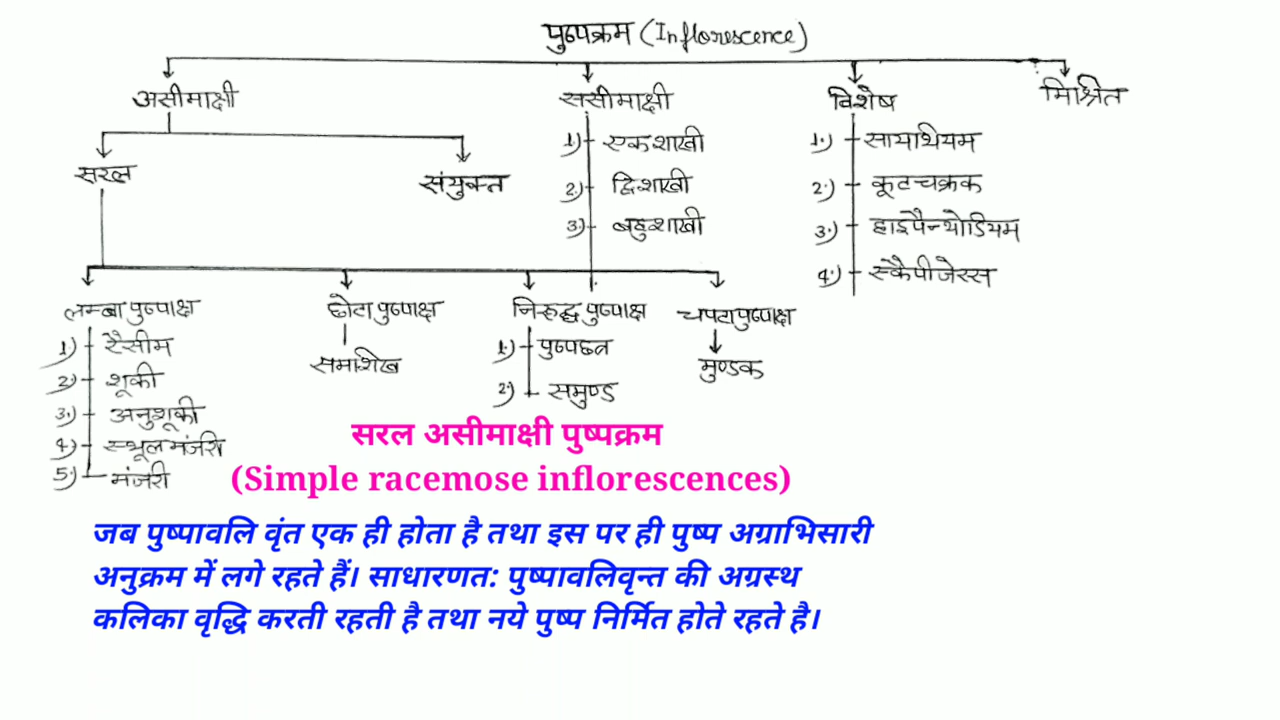 पुष्पक्रम (Inflorescence)
असीमाक्षी
ससीमाक्षी
विशेष
मिश्रित
सरल
संयुक्त
1) एकशाखी
2) द्विशाखी
3) बहुशाखी
1.) सायाथियम
2.) कूटचक्रक
3.) हाइपैन्थोडियम
4.) स्कैपीजेरस
लम्बा पुष्पाक्ष
1) रैसीम
2.) शूकी
3.) अनुशूकी
4) स्थूलमंजरी
5.) मंजरी
छोटा पुष्पाक्ष
समाशिख
निरुद्ध पुष्पाक्ष
1.) पुष्पछत्र
2.) समुण्ड
चपटा पुष्पाक्ष
मुण्डक
सरल असीमाक्षी पुष्पक्रम
(Simple racemose inflorescences)
जब पुष्पावलि वृंत एक ही होता है तथा इस पर ही पुष्प अग्राभिसारी
अनुक्रम में लगे रहते हैं। साधारणत: पुष्पावलिवृन्त की अग्रस्थ
कलिका वृद्धि करती रहती है तथा नये पुष्प निर्मित होते रहते है।